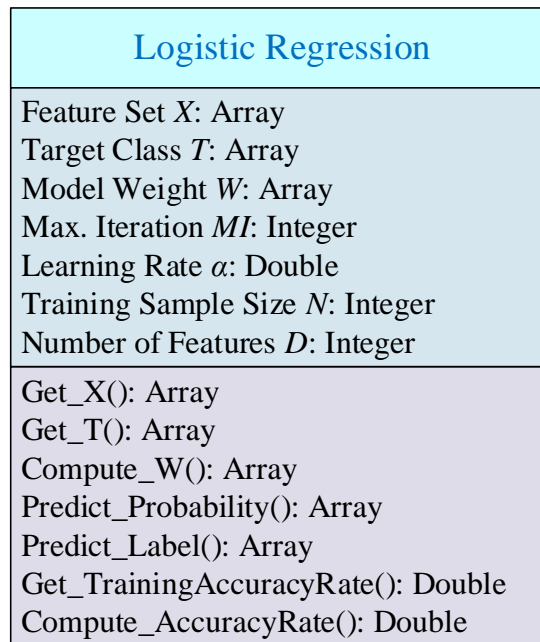 Logistic Regression
Feature Set X: Array
Target Class T: Array
Model Weight W: Array
Max. Iteration MI: Integer
Learning Rate α: Double
Training Sample Size N: Integer
Number of Features D: Integer
Get_X(): Array
Get_T(): Array
Compute_W(): Array
Predict_Probability(): Array
Predict_Label(): Array
Get_TrainingAccuracyRate(): Double
Compute_AccuracyRate(): Double